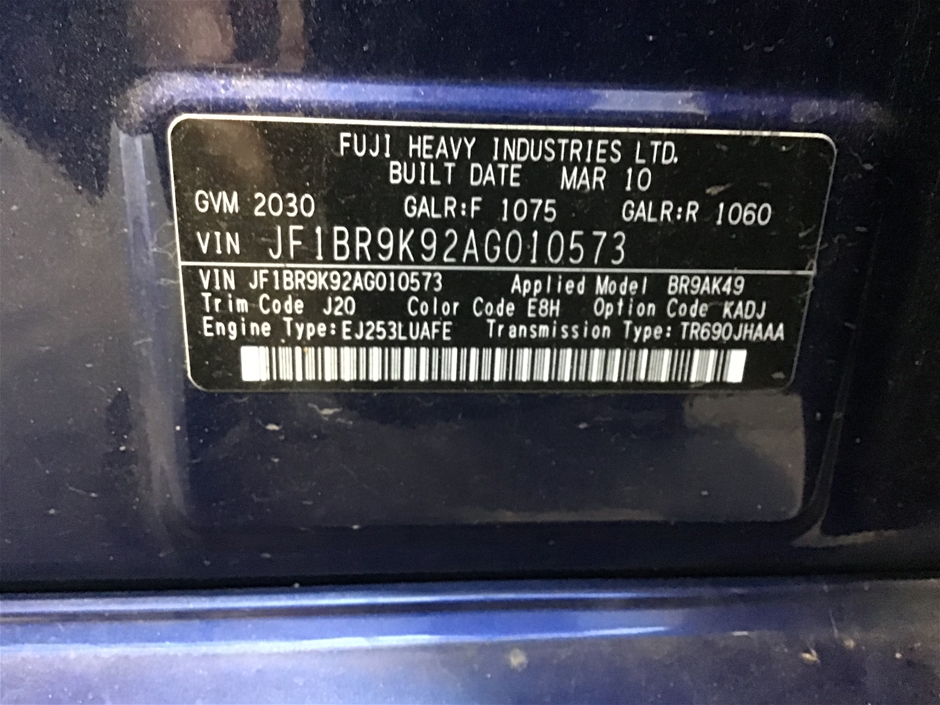 FUJI HEAVY INDUSTRIES LTD.
BUILT DATE MAR 10
GVM 2030 GALR:F 1075 GALR:R 1060
VIN JF1BR9K92AG010573
VIN JF1BR9K92AG010573 Applied Model BR9AK49
Trim Code J20 Color Code E8H Option Code KADJ
Engine Type:EJ253LUAFE Transmission Type:TR690JHAAA